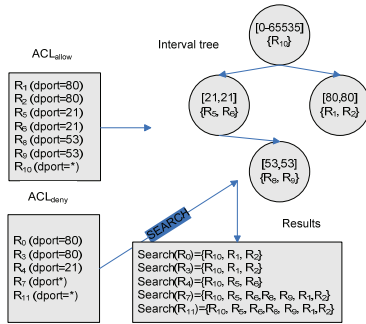 ACLallow
R1 (dport=80)
R2 (dport=80)
R5 (dport=21)
R6 (dport=21)
R8 (dport=53)
R9 (dport=53)
R10 (dport=*)
Interval tree
[0-65535]
{R10}
[21,21]
{R5, R6}
[80,80]
{R1, R2}
[53,53]
{R8, R9}
ACLdeny
R0 (dport=80)
R3 (dport=80)
R4 (dport=21)
R7 (dport*)
R11 (dport=*)
SEARCH
Results
Search(R0)={R10, R1, R2}
Search(R3)={R10, R1, R2}
Search(R4)={R10, R5, R6}
Search(R7)={R10, R5, R6,R8, R9, R1,R2}
Search(R11)={R10, R5, R6,R8, R9, R1,R2}